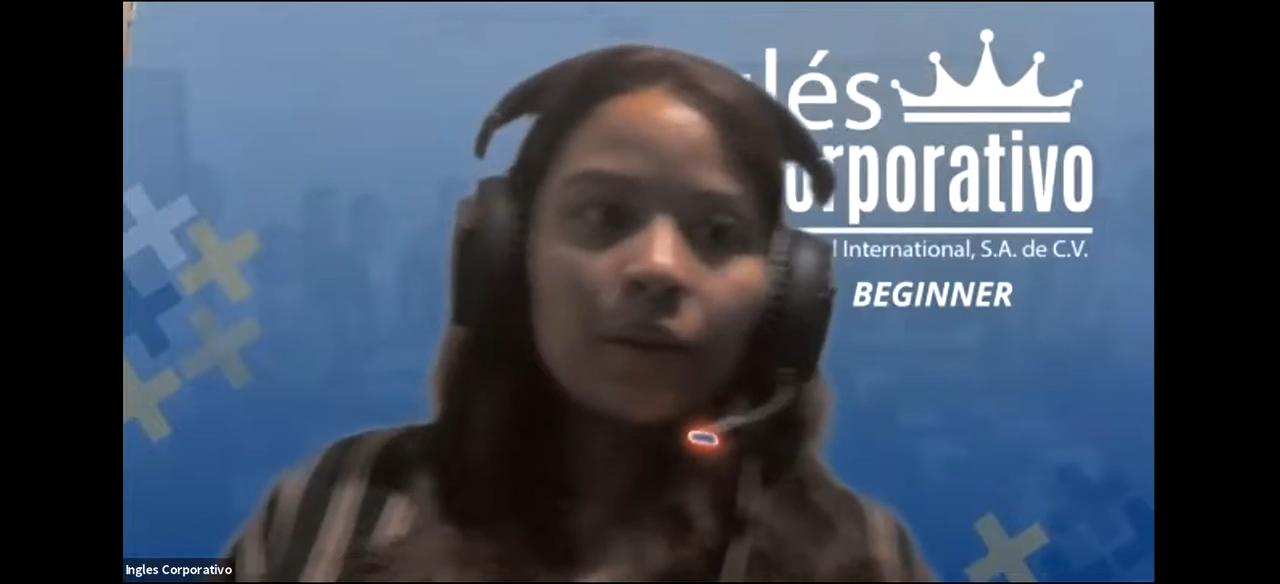 lés
orporativo
l International, S.A. de C.V.
BEGINNER
Ingles Corporativo